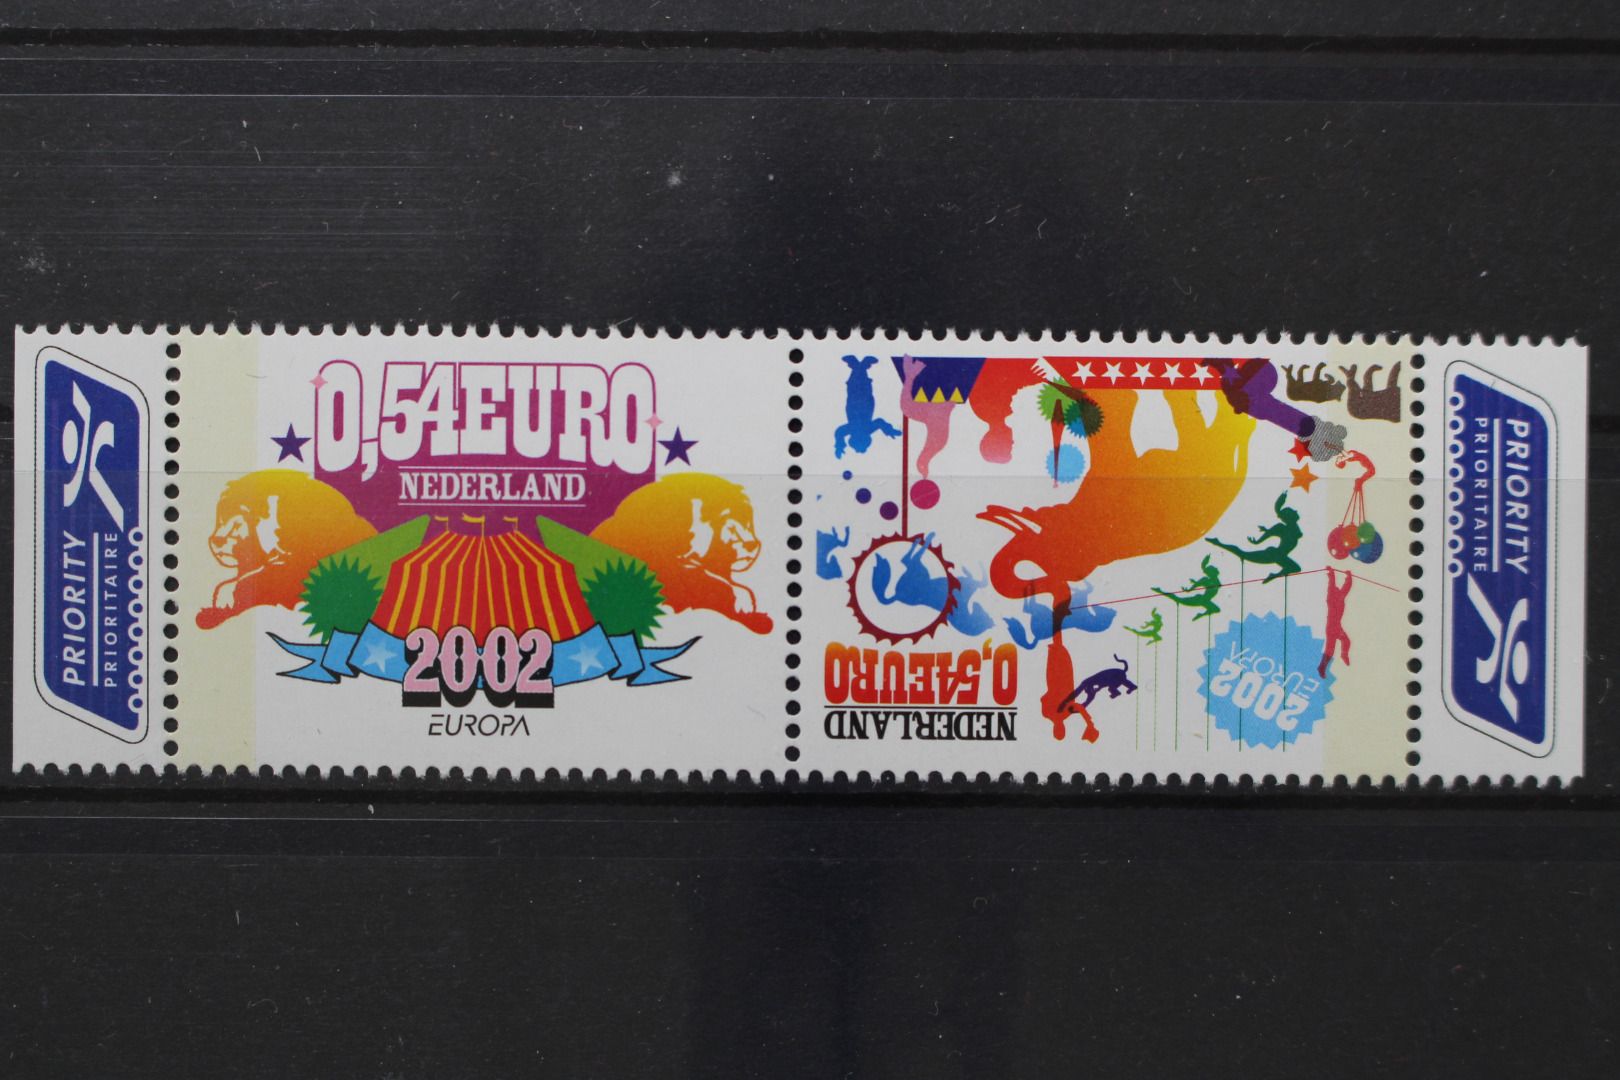 PRIORITY
PRIORITAIRE
0,54EURO
NEDERLAND
2002
EUROPA
NEDERLAND
0,54EURO
2002
EUROPA
PRIORITY
PRIORITAIRE